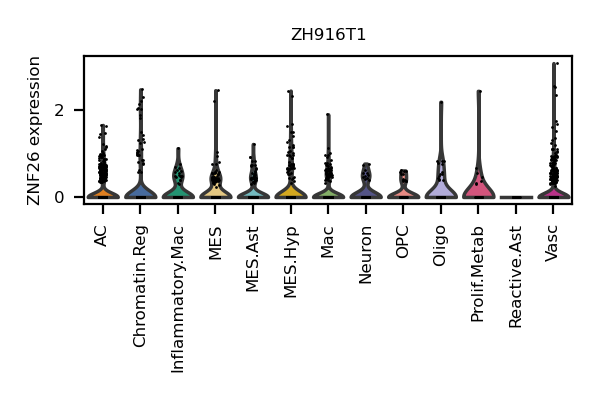 ZH916T1
ZNF26 expression
2
0
AC
Chromatin.Reg
Inflammatory.Mac
MES
MES.Ast
MES.Hyp
Mac
Neuron
OPC
Oligo
Prolif.Metab
Reactive.Ast
Vasc